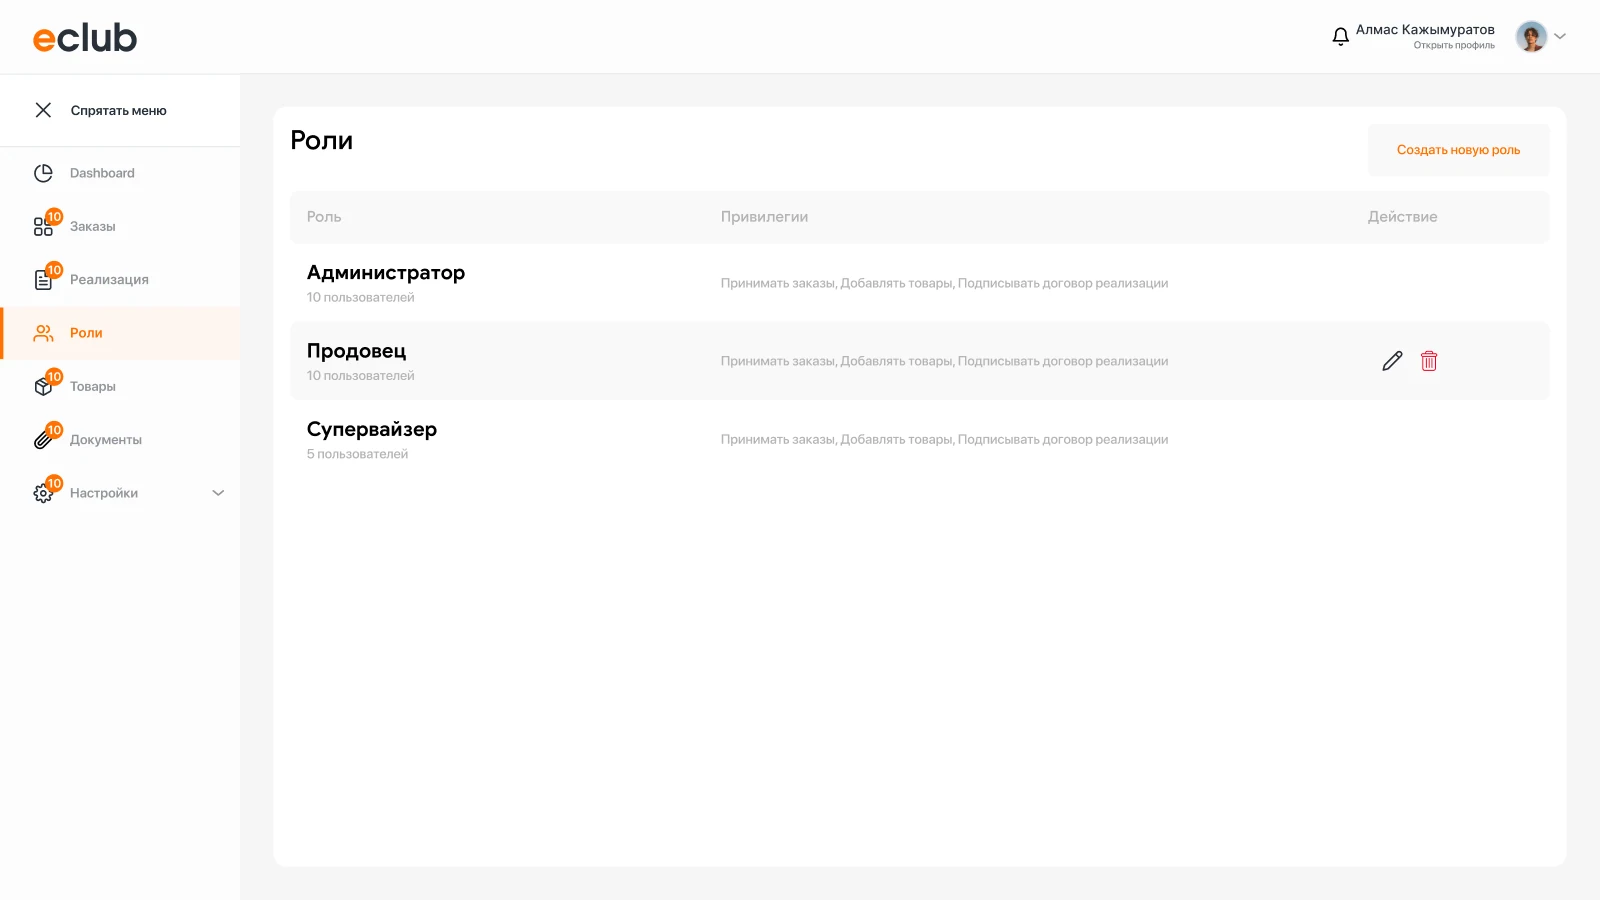 eclub
Алмас Кажымуратов
Открыть профиль
Спрятать меню
Dashboard
10
Заказы
10
Реализация
Роли
10
Товары
10
Документы
10
Настройки
Роли
Создать новую роль
Роль Привилегии Действие
Администратор
10 пользователей
Принимать заказы, Добавлять товары, Подписывать договор реализации
Продовец
10 пользователей
Принимать заказы, Добавлять товары, Подписывать договор реализации
Супервайзер
5 пользователей
Принимать заказы, Добавлять товары, Подписывать договор реализации